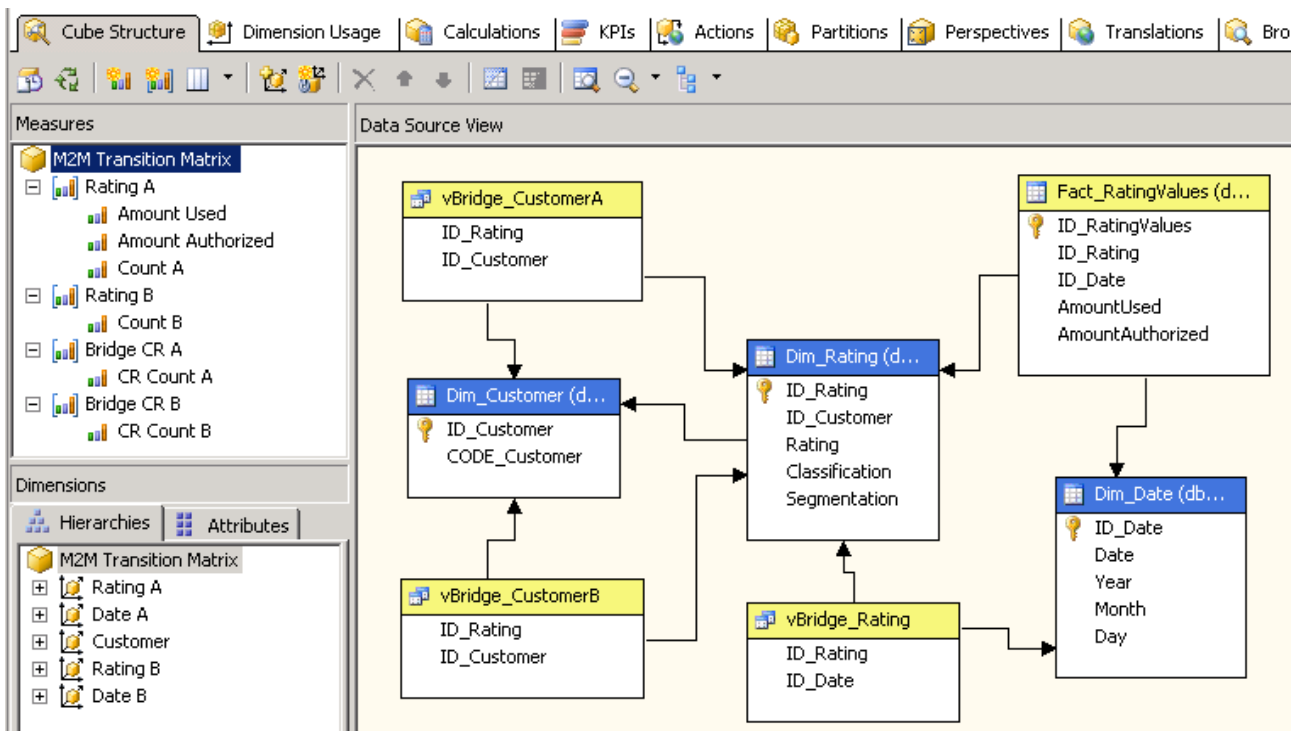 Cube Structure Dimension Usage Calculations KPIs Actions Partitions Perspectives Translations Bro
Measures
M2M Transition Matrix
Rating A
Amount Used
Amount Authorized
Count A
Rating B
Count B
Bridge CR A
CR Count A
Bridge CR B
CR Count B
Dimensions
Hierarchies Attributes
M2M Transition Matrix
Rating A
Date A
Customer
Rating B
Date B
Data Source View
vBridge_CustomerA
ID_Rating
ID_Customer
Fact_RatingValues (d...
ID_RatingValues
ID_Rating
ID_Date
AmountUsed
AmountAuthorized
Dim_Customer (d...
ID_Customer
CODE_Customer
Dim_Rating (d...
ID_Rating
ID_Customer
Rating
Classification
Segmentation
Dim_Date (db...
ID_Date
Date
Year
Month
Day
vBridge_CustomerB
ID_Rating
ID_Customer
vBridge_Rating
ID_Rating
ID_Date